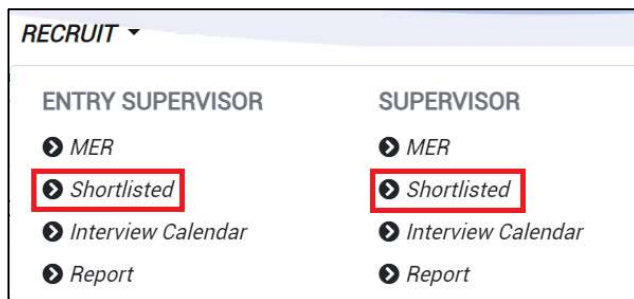 RECRUIT
ENTRY SUPERVISOR
MER
Shortlisted
Interview Calendar
Report
SUPERVISOR
MER
Shortlisted
Interview Calendar
Report